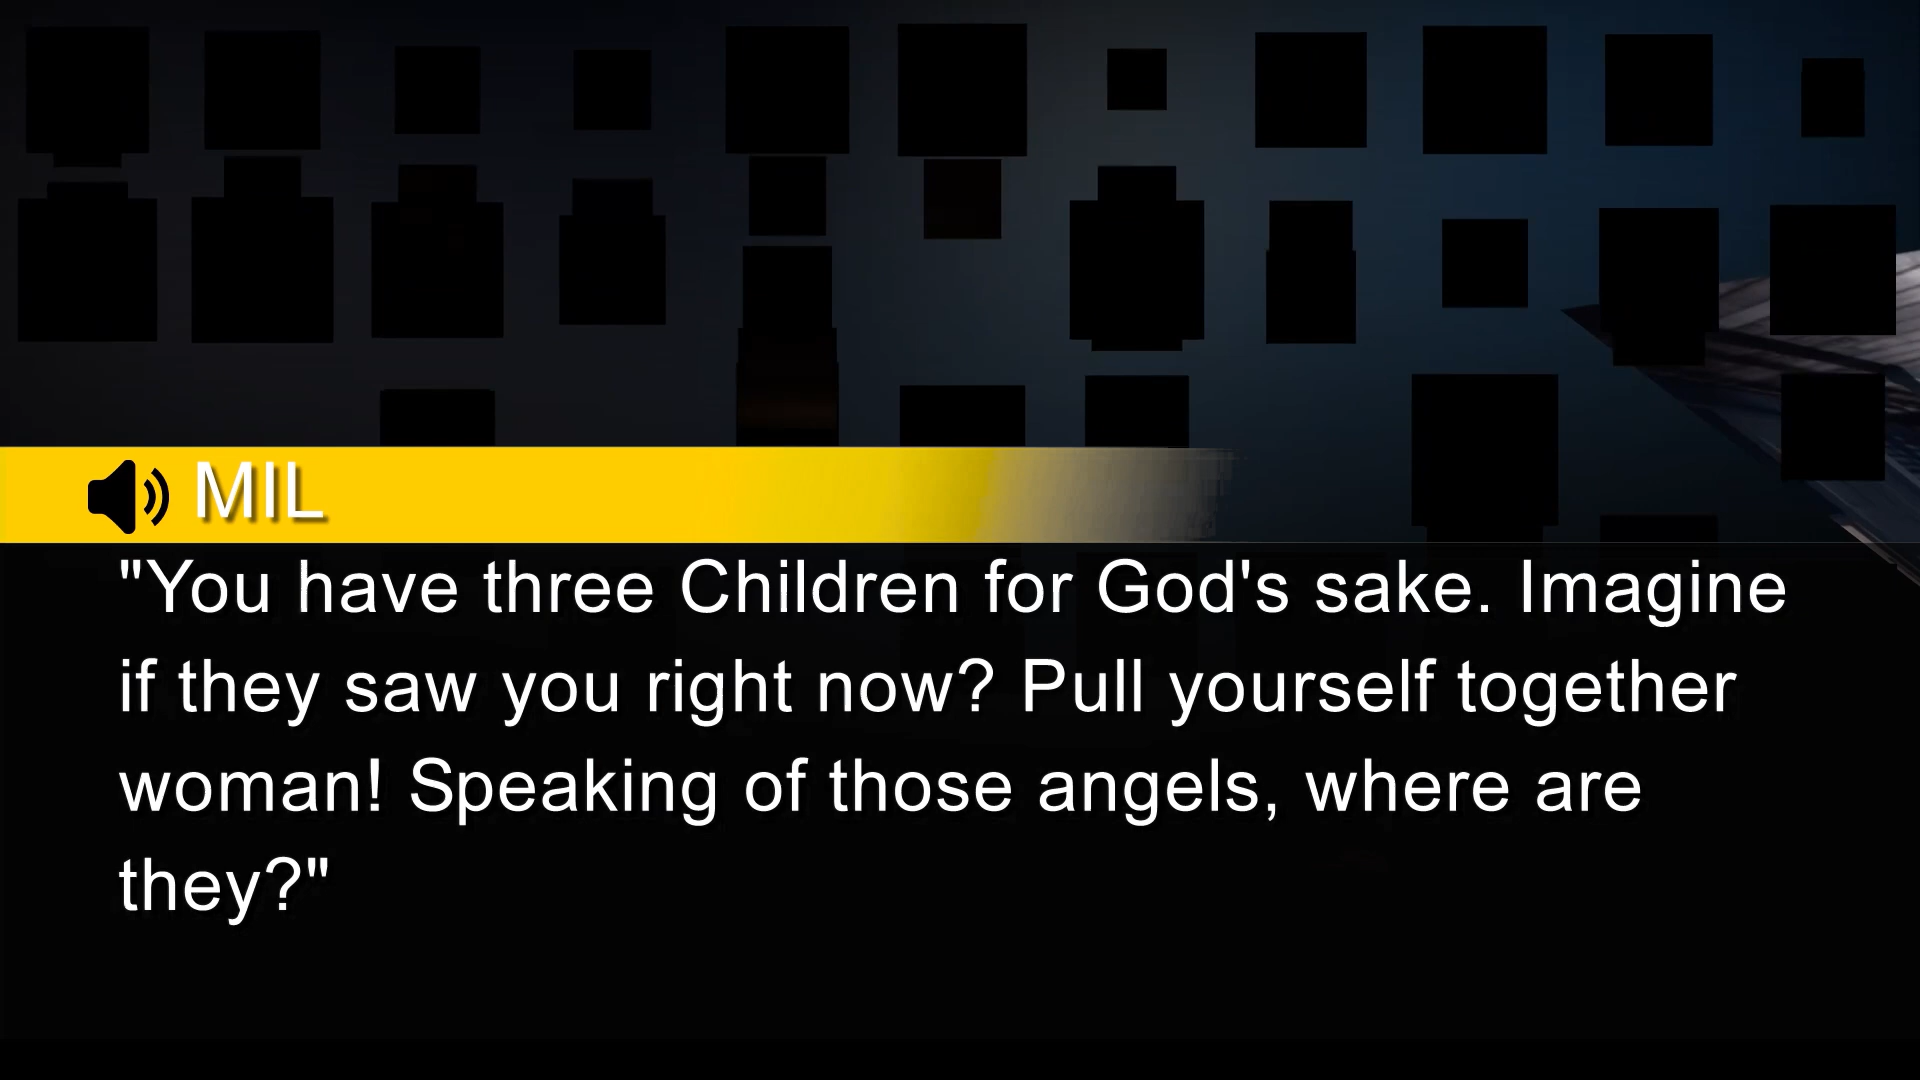 MIL
"You have three Children for God's sake. Imagine
if they saw you right now? Pull yourself together
woman! Speaking of those angels, where are
they?"